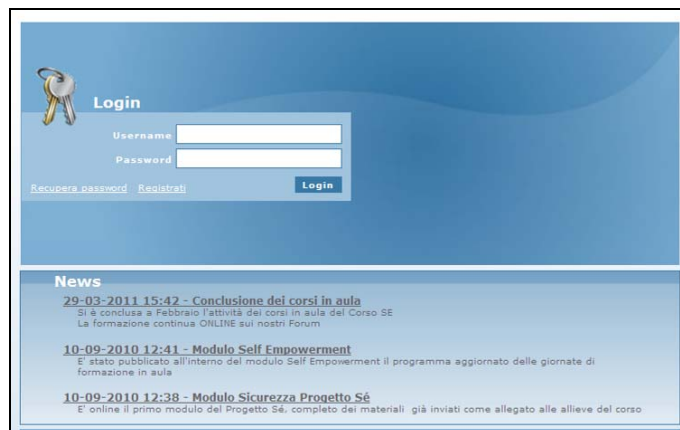 Login
Username
Password
Recupera password Registrati Login
News
29-03-2011 15:42 - Conclusione dei corsi in aula
Si è conclusa a Febbraio l'attività dei corsi in aula del Corso SE
La formazione continua ONLINE sui nostri Forum
10-09-2010 12:41 - Modulo Self Empowerment
E' stato pubblicato all'interno del modulo Self Empowerment il programma aggiornato delle giornate di
formazione in aula
10-09-2010 12:38 - Modulo Sicurezza Progetto Sé
E' online il primo modulo del Progetto Sé, completo dei materiali già inviati come allegato alle allieve del corso